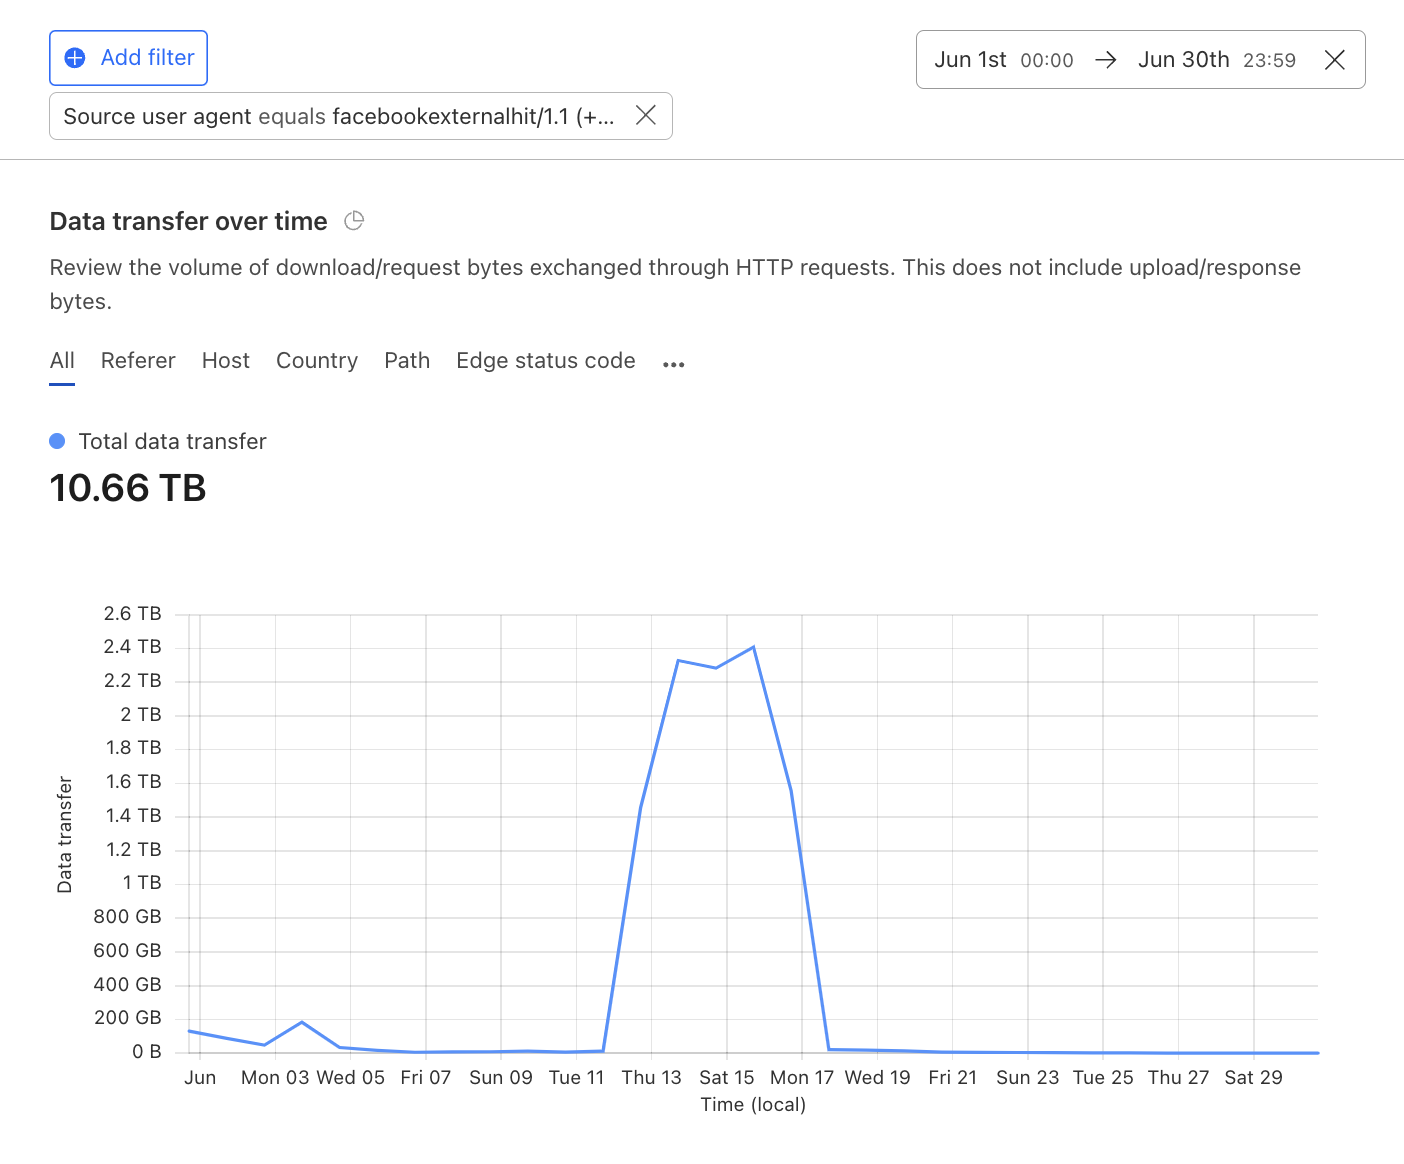 Add filter
Jun 1st 00:00 → Jun 30th 23:59
Source user agent equals facebookexternalhit/1.1 (+...
Data transfer over time
Review the volume of download/request bytes exchanged through HTTP requests. This does not include upload/response
bytes.
All Referer Host Country Path Edge status code ...
Total data transfer
10.66 TB
2.6 TB
2.4 TB
2.2 TB
2 TB
1.8 TB
1.6 TB
1.4 TB
1.2 TB
1 TB
800 GB
600 GB
400 GB
200 GB
0 B
Data transfer
Jun Mon 03 Wed 05 Fri 07 Sun 09 Tue 11 Thu 13 Sat 15 Mon 17 Wed 19 Fri 21 Sun 23 Tue 25 Thu 27 Sat 29
Time (local)